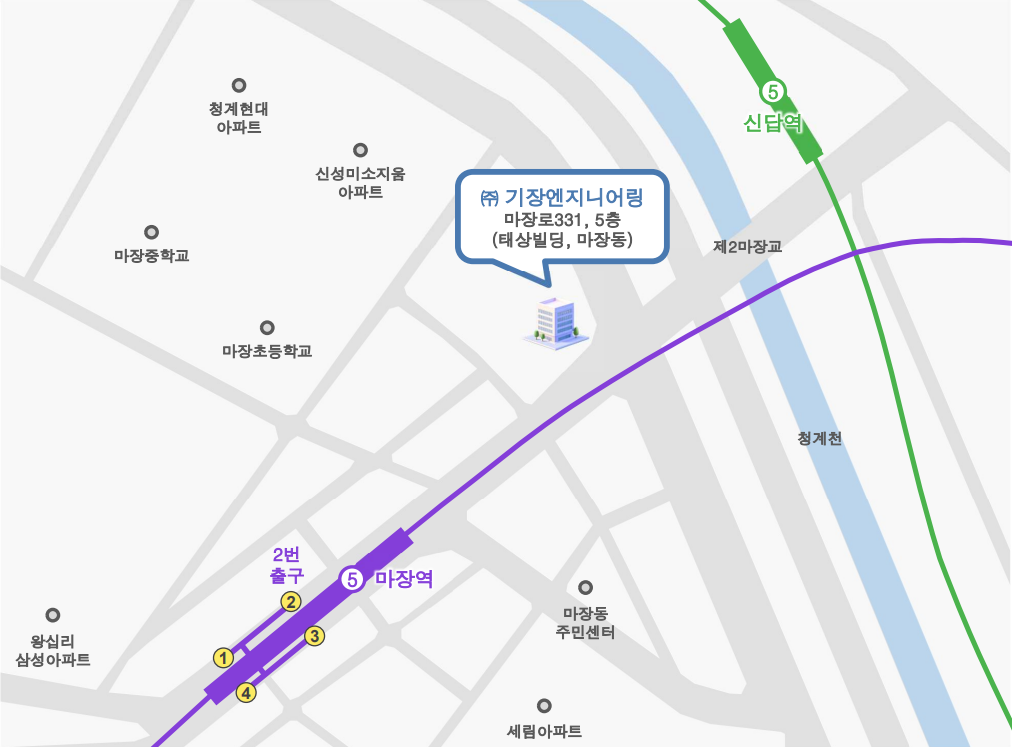 5
신답역
청계현대
아파트
신성미소지움
아파트
㈜ 기장엔지니어링
마장로331, 5층
(태상빌딩, 마장동)
마장중학교
제2마장교
마장초등학교
청계천
2번
출구
5 마장역
2
마장동
주민센터
3
왕십리
삼성아파트
1
4
세림아파트